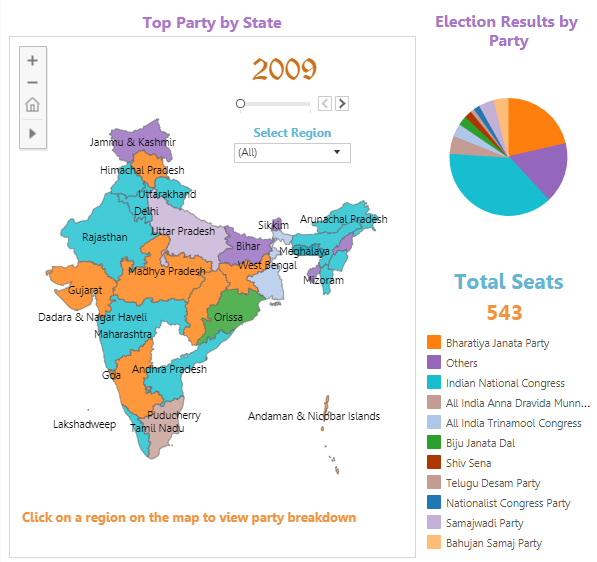 Top Party by State
Election Results by
Party
2009
Select Region
(All)
Jammu & Kashmir
Himachal Pradesh
Uttarakhand
Delhi
Arunachal Pradesh
Sikkim
Uttar Pradesh
Rajasthan
Bihar
Meghalaya
West Bengal
Madhya Pradesh
Mizoram
Gujarat
Dadara & Nagar Haveli
Orissa
Maharashtra
Andhra Pradesh
Goa
Puducherry
Andaman & Nicobar Islands
Lakshadweep
Tamil Nadu
Click on a region on the map to view party breakdown
Total Seats
543
Bharatiya Janata Party
Others
Indian National Congress
All India Anna Dravida Munn...
All India Trinamool Congress
Biju Janata Dal
Shiv Sena
Telugu Desam Party
Nationalist Congress Party
Samajwadi Party
Bahujan Samaj Party